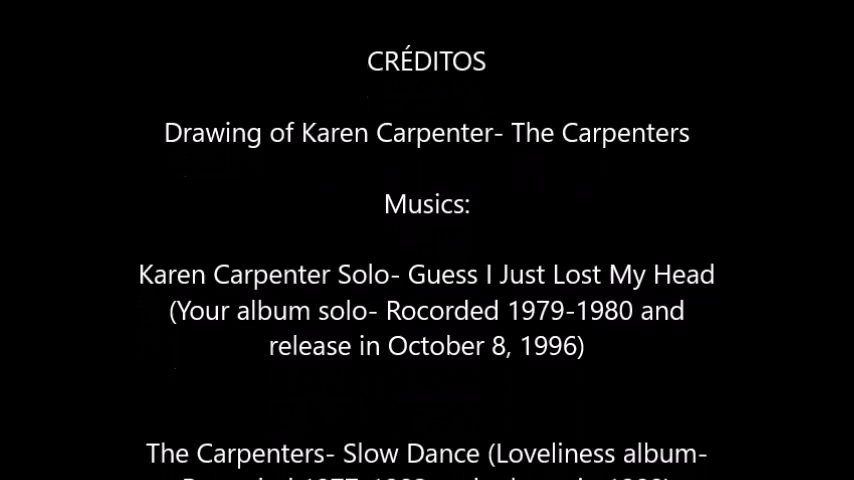 CRÉDITOS
Drawing of Karen Carpenter- The Carpenters
Musics:
Karen Carpenter Solo- Guess I Just Lost My Head
(Your album solo- Rocorded 1979-1980 and
release in October 8, 1996)
The Carpenters- Slow Dance (Loveliness album-